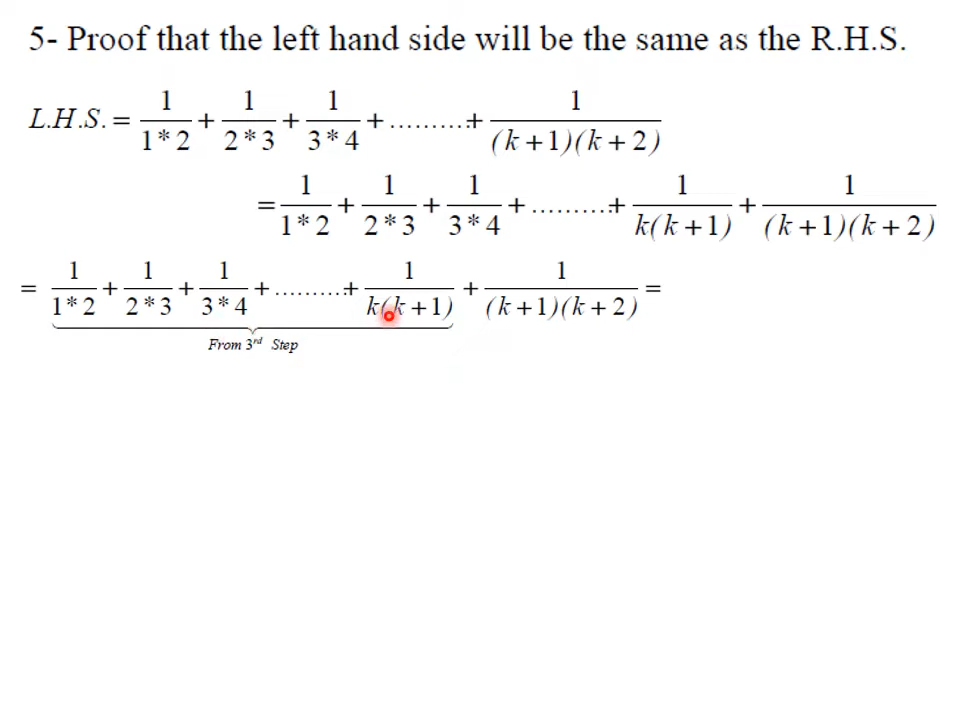 5- Proof that the left hand side will be the same as the R.H.S.
L.H.S. = 1/(1*2) + 1/(2*3) + 1/(3*4) + .......... + 1/((k+1)(k+2))
= 1/(1*2) + 1/(2*3) + 1/(3*4) + .......... + 1/(k(k+1)) + 1/((k+1)(k+2))
= 1/(1*2) + 1/(2*3) + 1/(3*4) + .......... + 1/(k(k+1)) + 1/((k+1)(k+2)) =
From 3rd Step